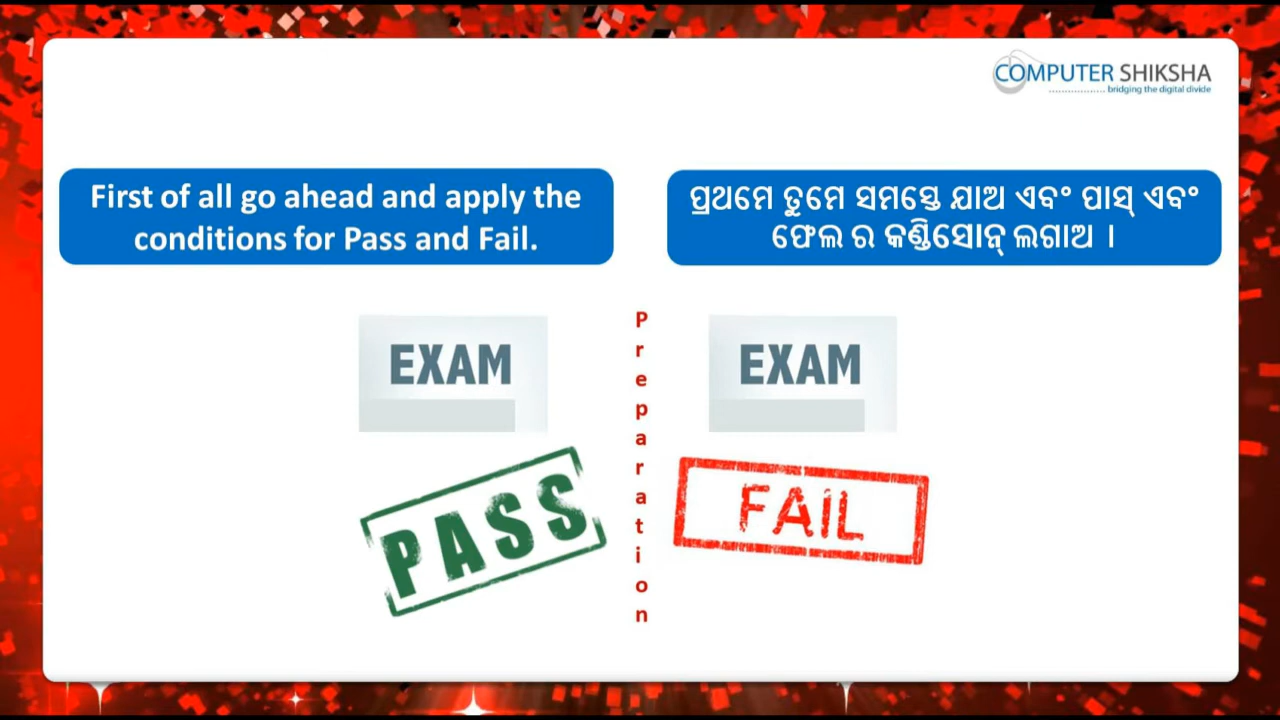 COMPUTER SHIKSHA
bridging the digital divide
First of all go ahead and apply the
conditions for Pass and Fail.
ପ୍ରଥମେ ତୁମେ ସମସ୍ତେ ଯାଅ ଏବଂ ପାସ୍ ଏବଂ
ଫେଲ ର କଣ୍ଡିସୋନ୍ ଲଗାଅ ।
EXAM
PASS
Preparation
EXAM
FAIL